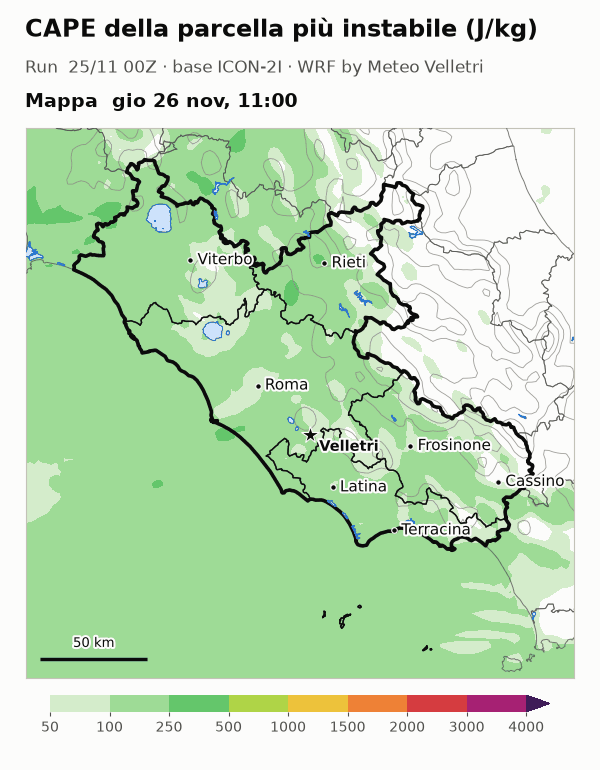 CAPE della parcella più instabile (J/kg)
Run  25/11 00Z · base ICON-2I · WRF by Meteo Velletri
Mappa  gio 26 nov, 11:00
Viterbo
Rieti
Roma
Velletri
Frosinone
Cassino
Latina
Terracina
50 km
50 100 250 500 1000 1500 2000 3000 4000